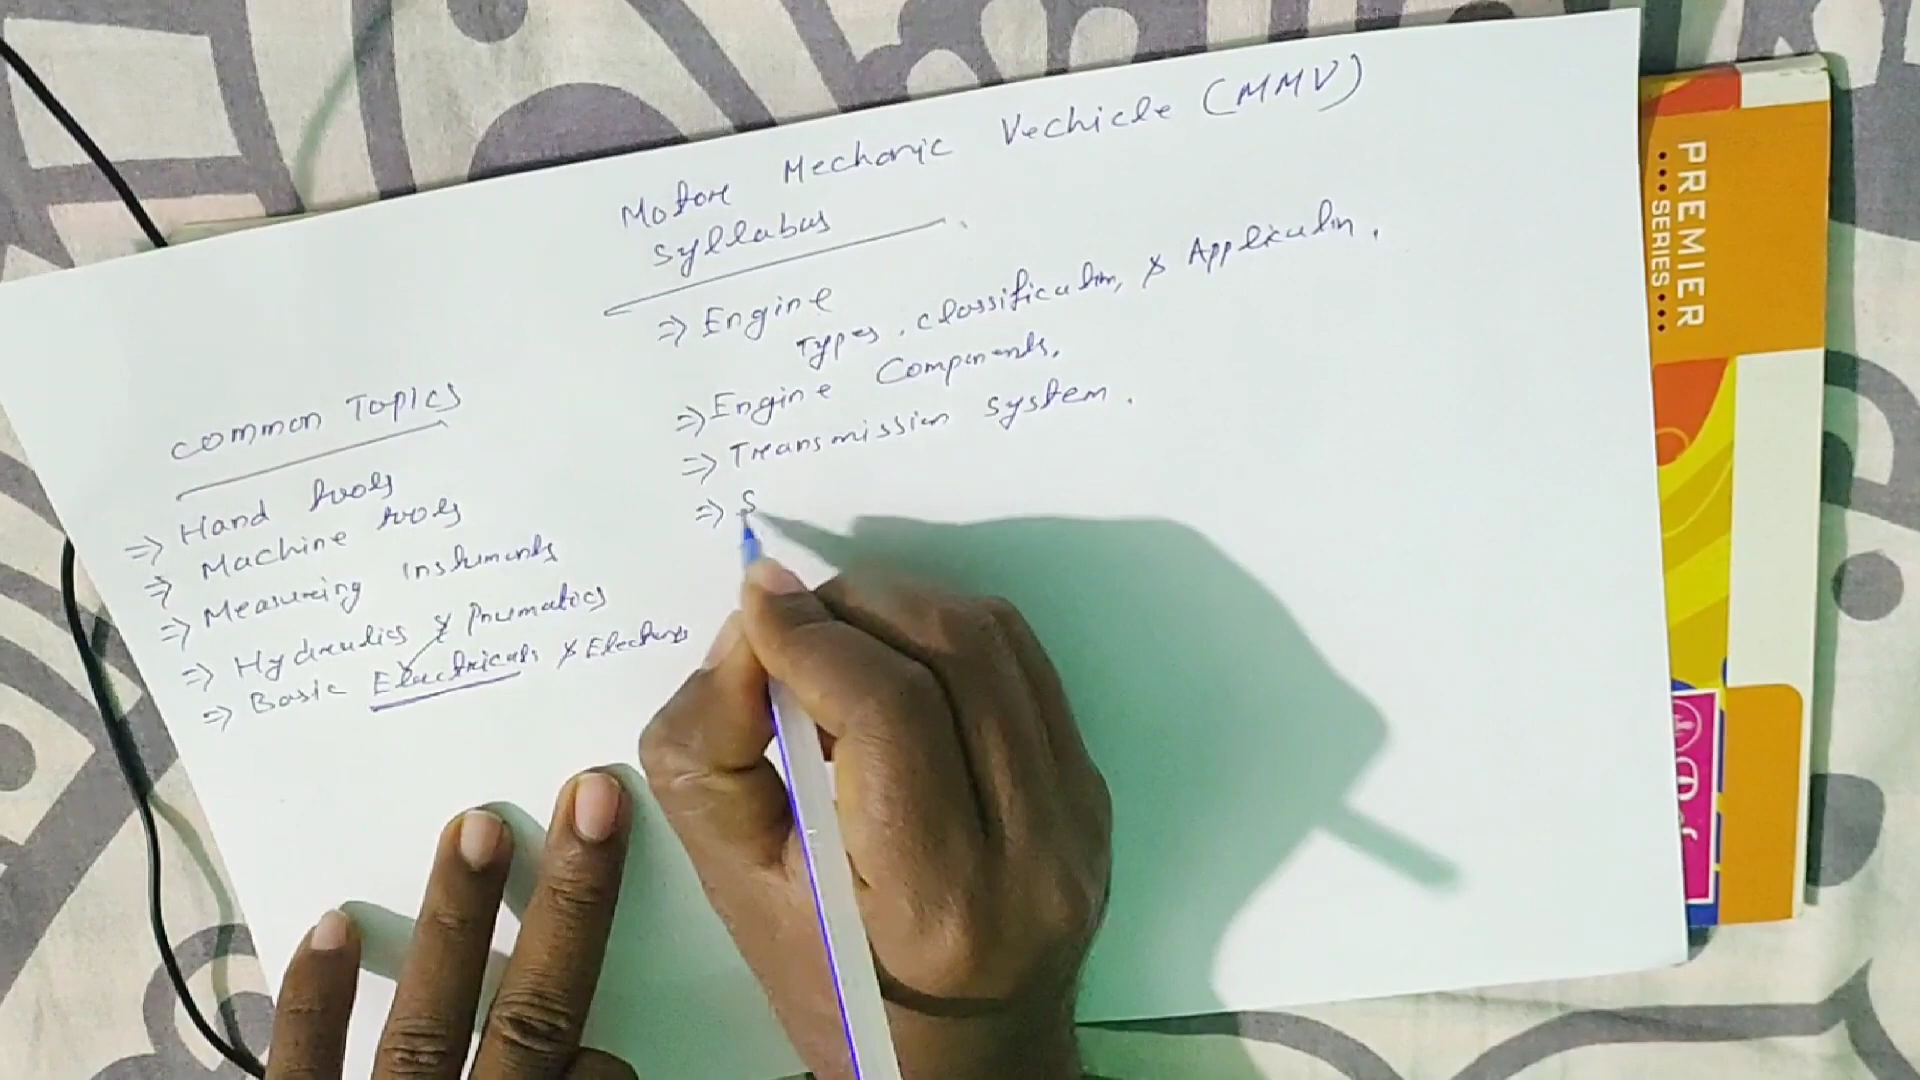 Motor Mechanic Vechicle (MMV)
Syllabus
=> Engine
Types, classification, & Application.
=> Engine Components.
=> Transmission system.
=> S
Common Topics
=> Hand tools
=> Machine tools
=> Measuring instruments
=> Hydraulics & Pnumatics
=> Basic Electricals &
PREMIER
SERIES